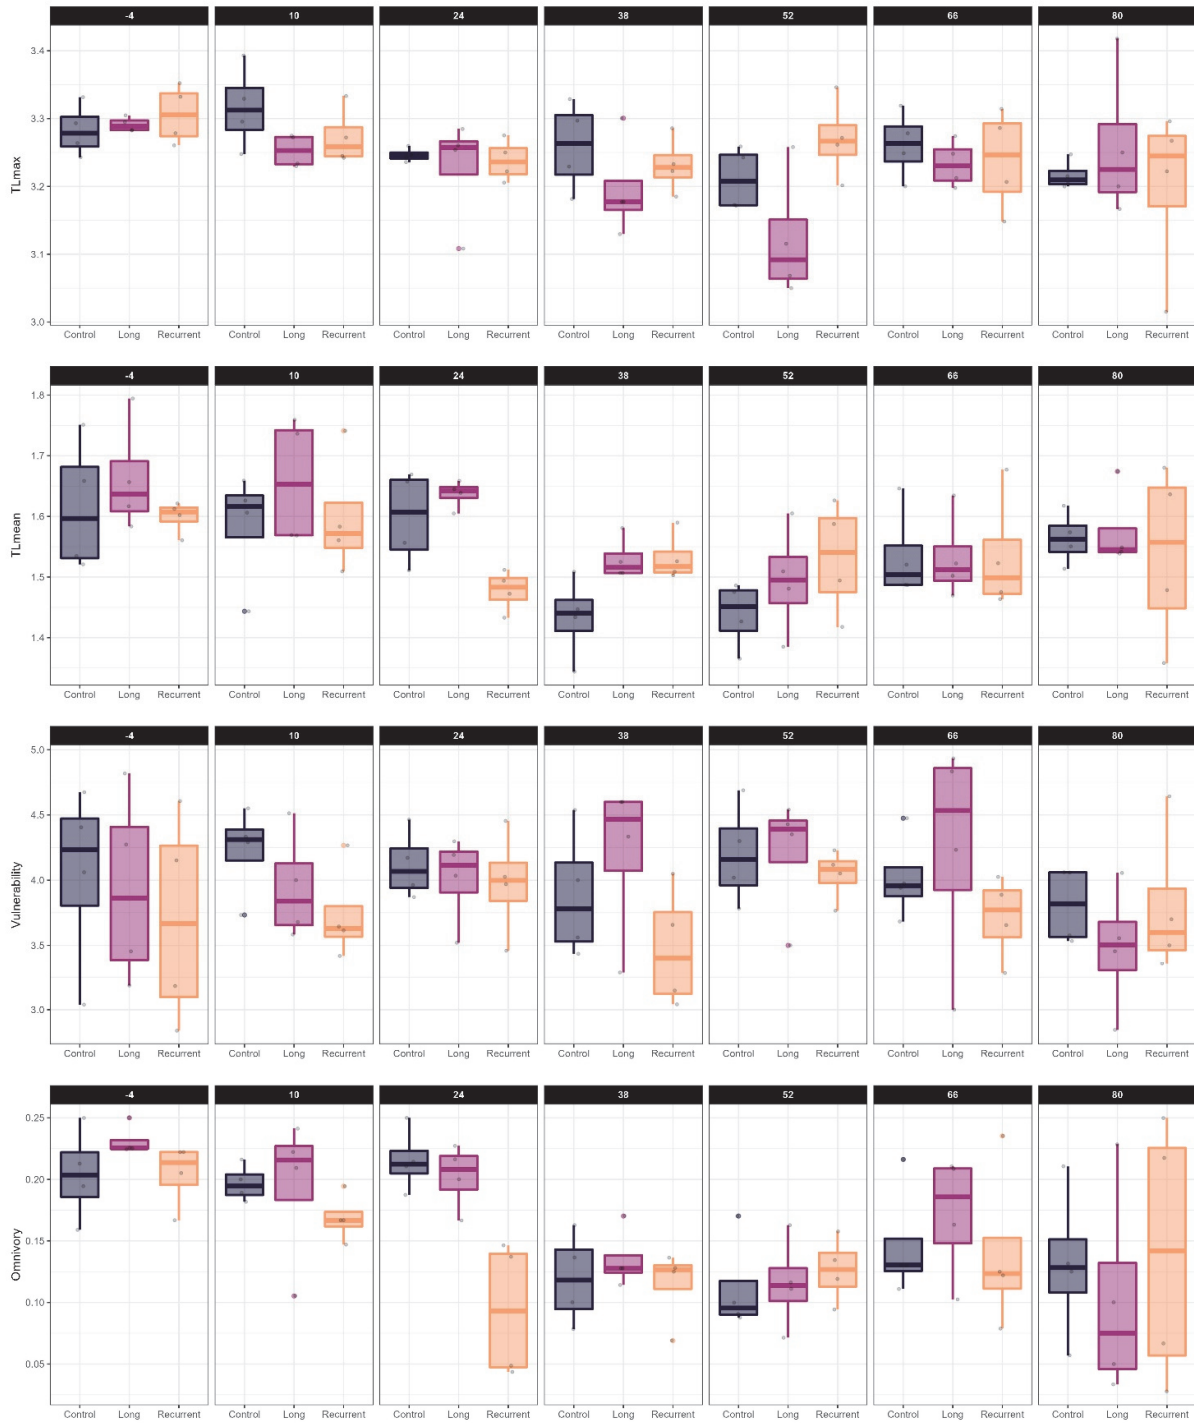 -4 10 24 38 52 66 80
TLmax
3.4
3.3
3.2
3.1
3.0
Control Long Recurrent Control Long Recurrent Control Long Recurrent Control Long Recurrent Control Long Recurrent Control Long Recurrent Control Long Recurrent
-4 10 24 38 52 66 80
TLmean
1.8
1.7
1.6
1.5
1.4
Control Long Recurrent Control Long Recurrent Control Long Recurrent Control Long Recurrent Control Long Recurrent Control Long Recurrent Control Long Recurrent
-4 10 24 38 52 66 80
Vulnerability
5.0
4.5
4.0
3.5
3.0
Control Long Recurrent Control Long Recurrent Control Long Recurrent Control Long Recurrent Control Long Recurrent Control Long Recurrent Control Long Recurrent
-4 10 24 38 52 66 80
Omnivory
0.25
0.20
0.15
0.10
0.05
Control Long Recurrent Control Long Recurrent Control Long Recurrent Control Long Recurrent Control Long Recurrent Control Long Recurrent Control Long Recurrent